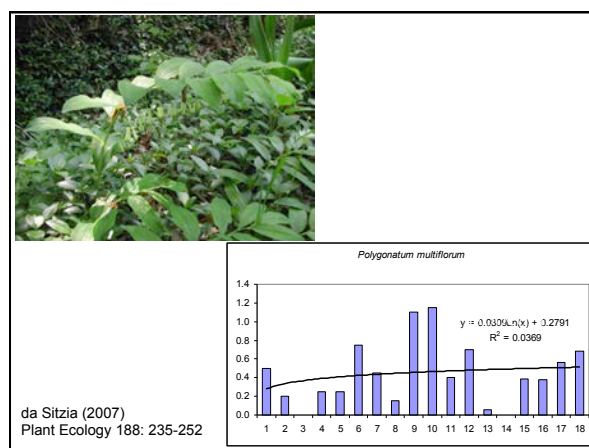 Polygonatum multiflorum
1.4
1.2
1.0
0.8
0.6
0.4
0.2
0.0
y = 0.0809Ln(x) + 0.2791
R² = 0.0369
1 2 3 4 5 6 7 8 9 10 11 12 13 14 15 16 17 18
da Sitzia (2007)
Plant Ecology 188: 235-252